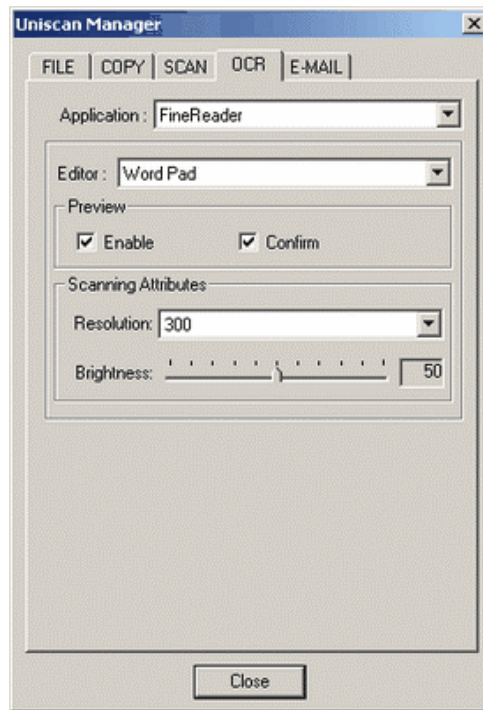 Uniscan Manager
FILE COPY SCAN OCR E-MAIL
Application : FineReader
Editor : Word Pad
Preview
Enable Confirm
Scanning Attributes
Resolution: 300
Brightness: 50
Close